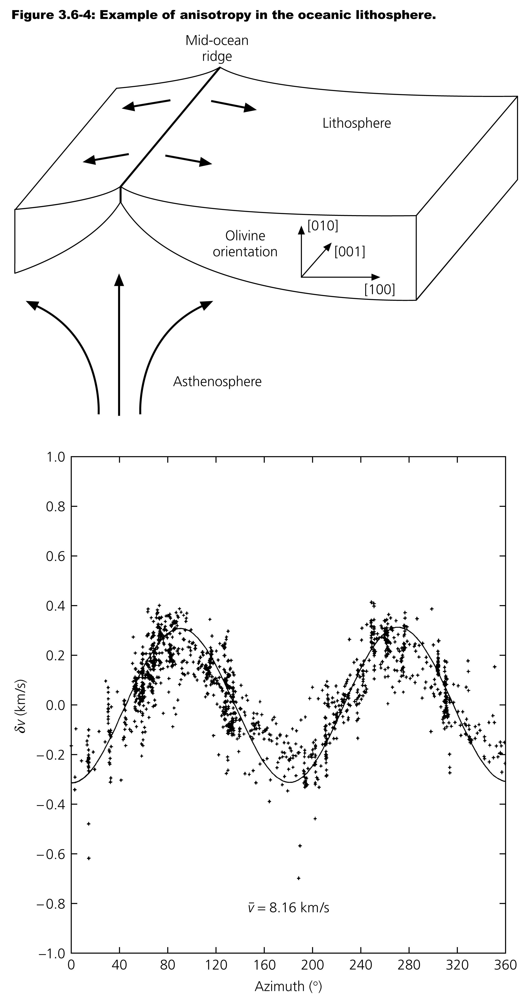 Figure 3.6-4: Example of anisotropy in the oceanic lithosphere.
Mid-ocean
ridge
Lithosphere
[010]
Olivine
orientation
[001]
[100]
Asthenosphere
1.0
0.8
0.6
0.4
0.2
0.0
−0.2
−0.4
−0.6
−0.8
−1.0
δv (km/s)
v̄ = 8.16 km/s
0 40 80 120 160 200 240 280 320 360
Azimuth (°)